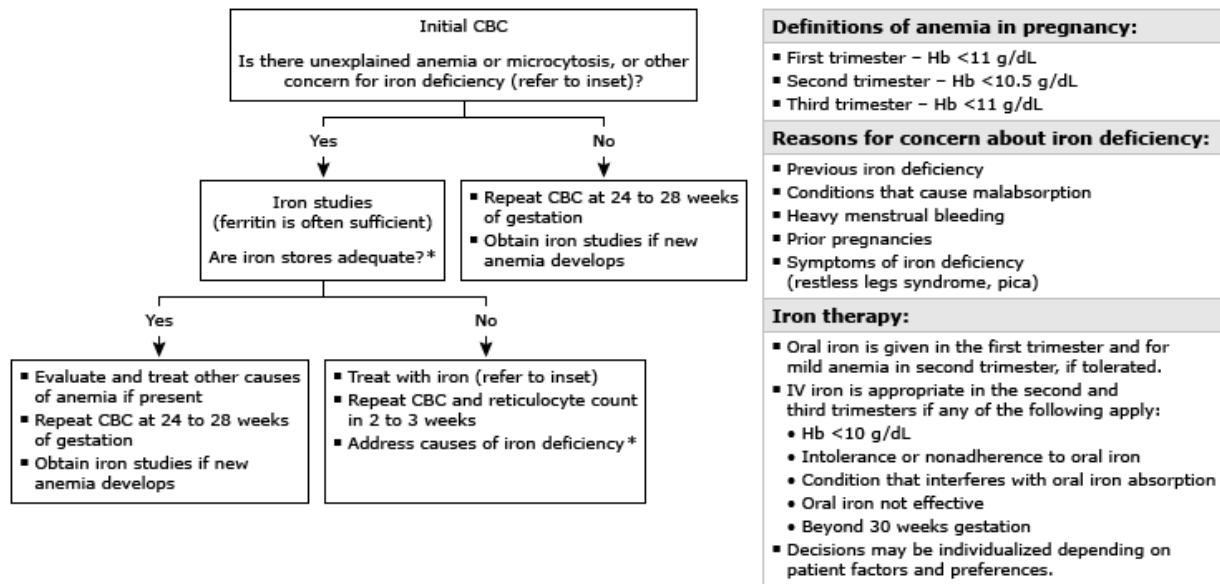 Initial CBC
Is there unexplained anemia or microcytosis, or other
concern for iron deficiency (refer to inset)?
Yes
No
Iron studies
(ferritin is often sufficient)
Are iron stores adequate?*
▪ Repeat CBC at 24 to 28 weeks
of gestation
▪ Obtain iron studies if new
anemia develops
Yes
No
▪ Evaluate and treat other causes
of anemia if present
▪ Repeat CBC at 24 to 28 weeks
of gestation
▪ Obtain iron studies if new
anemia develops
▪ Treat with iron (refer to inset)
▪ Repeat CBC and reticulocyte count
in 2 to 3 weeks
▪ Address causes of iron deficiency*
Definitions of anemia in pregnancy:
▪ First trimester – Hb <11 g/dL
▪ Second trimester – Hb <10.5 g/dL
▪ Third trimester – Hb <11 g/dL
Reasons for concern about iron deficiency:
▪ Previous iron deficiency
▪ Conditions that cause malabsorption
▪ Heavy menstrual bleeding
▪ Prior pregnancies
▪ Symptoms of iron deficiency
(restless legs syndrome, pica)
Iron therapy:
▪ Oral iron is given in the first trimester and for
mild anemia in second trimester, if tolerated.
▪ IV iron is appropriate in the second and
third trimesters if any of the following apply:
• Hb <10 g/dL
• Intolerance or nonadherence to oral iron
• Condition that interferes with oral iron absorption
• Oral iron not effective
• Beyond 30 weeks gestation
▪ Decisions may be individualized depending on
patient factors and preferences.